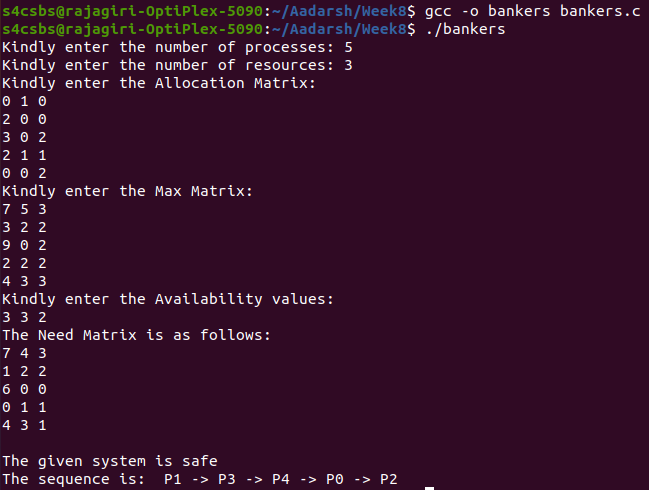 s4csbs@rajagiri-OptiPlex-5090:~/Aadarsh/Week8$ gcc -o bankers bankers.c
s4csbs@rajagiri-OptiPlex-5090:~/Aadarsh/Week8$ ./bankers
Kindly enter the number of processes: 5
Kindly enter the number of resources: 3
Kindly enter the Allocation Matrix:
0 1 0
2 0 0
3 0 2
2 1 1
0 0 2
Kindly enter the Max Matrix:
7 5 3
3 2 2
9 0 2
2 2 2
4 3 3
Kindly enter the Availability values:
3 3 2
The Need Matrix is as follows:
7 4 3
1 2 2
6 0 0
0 1 1
4 3 1

The given system is safe
The sequence is:  P1 -> P3 -> P4 -> P0 -> P2